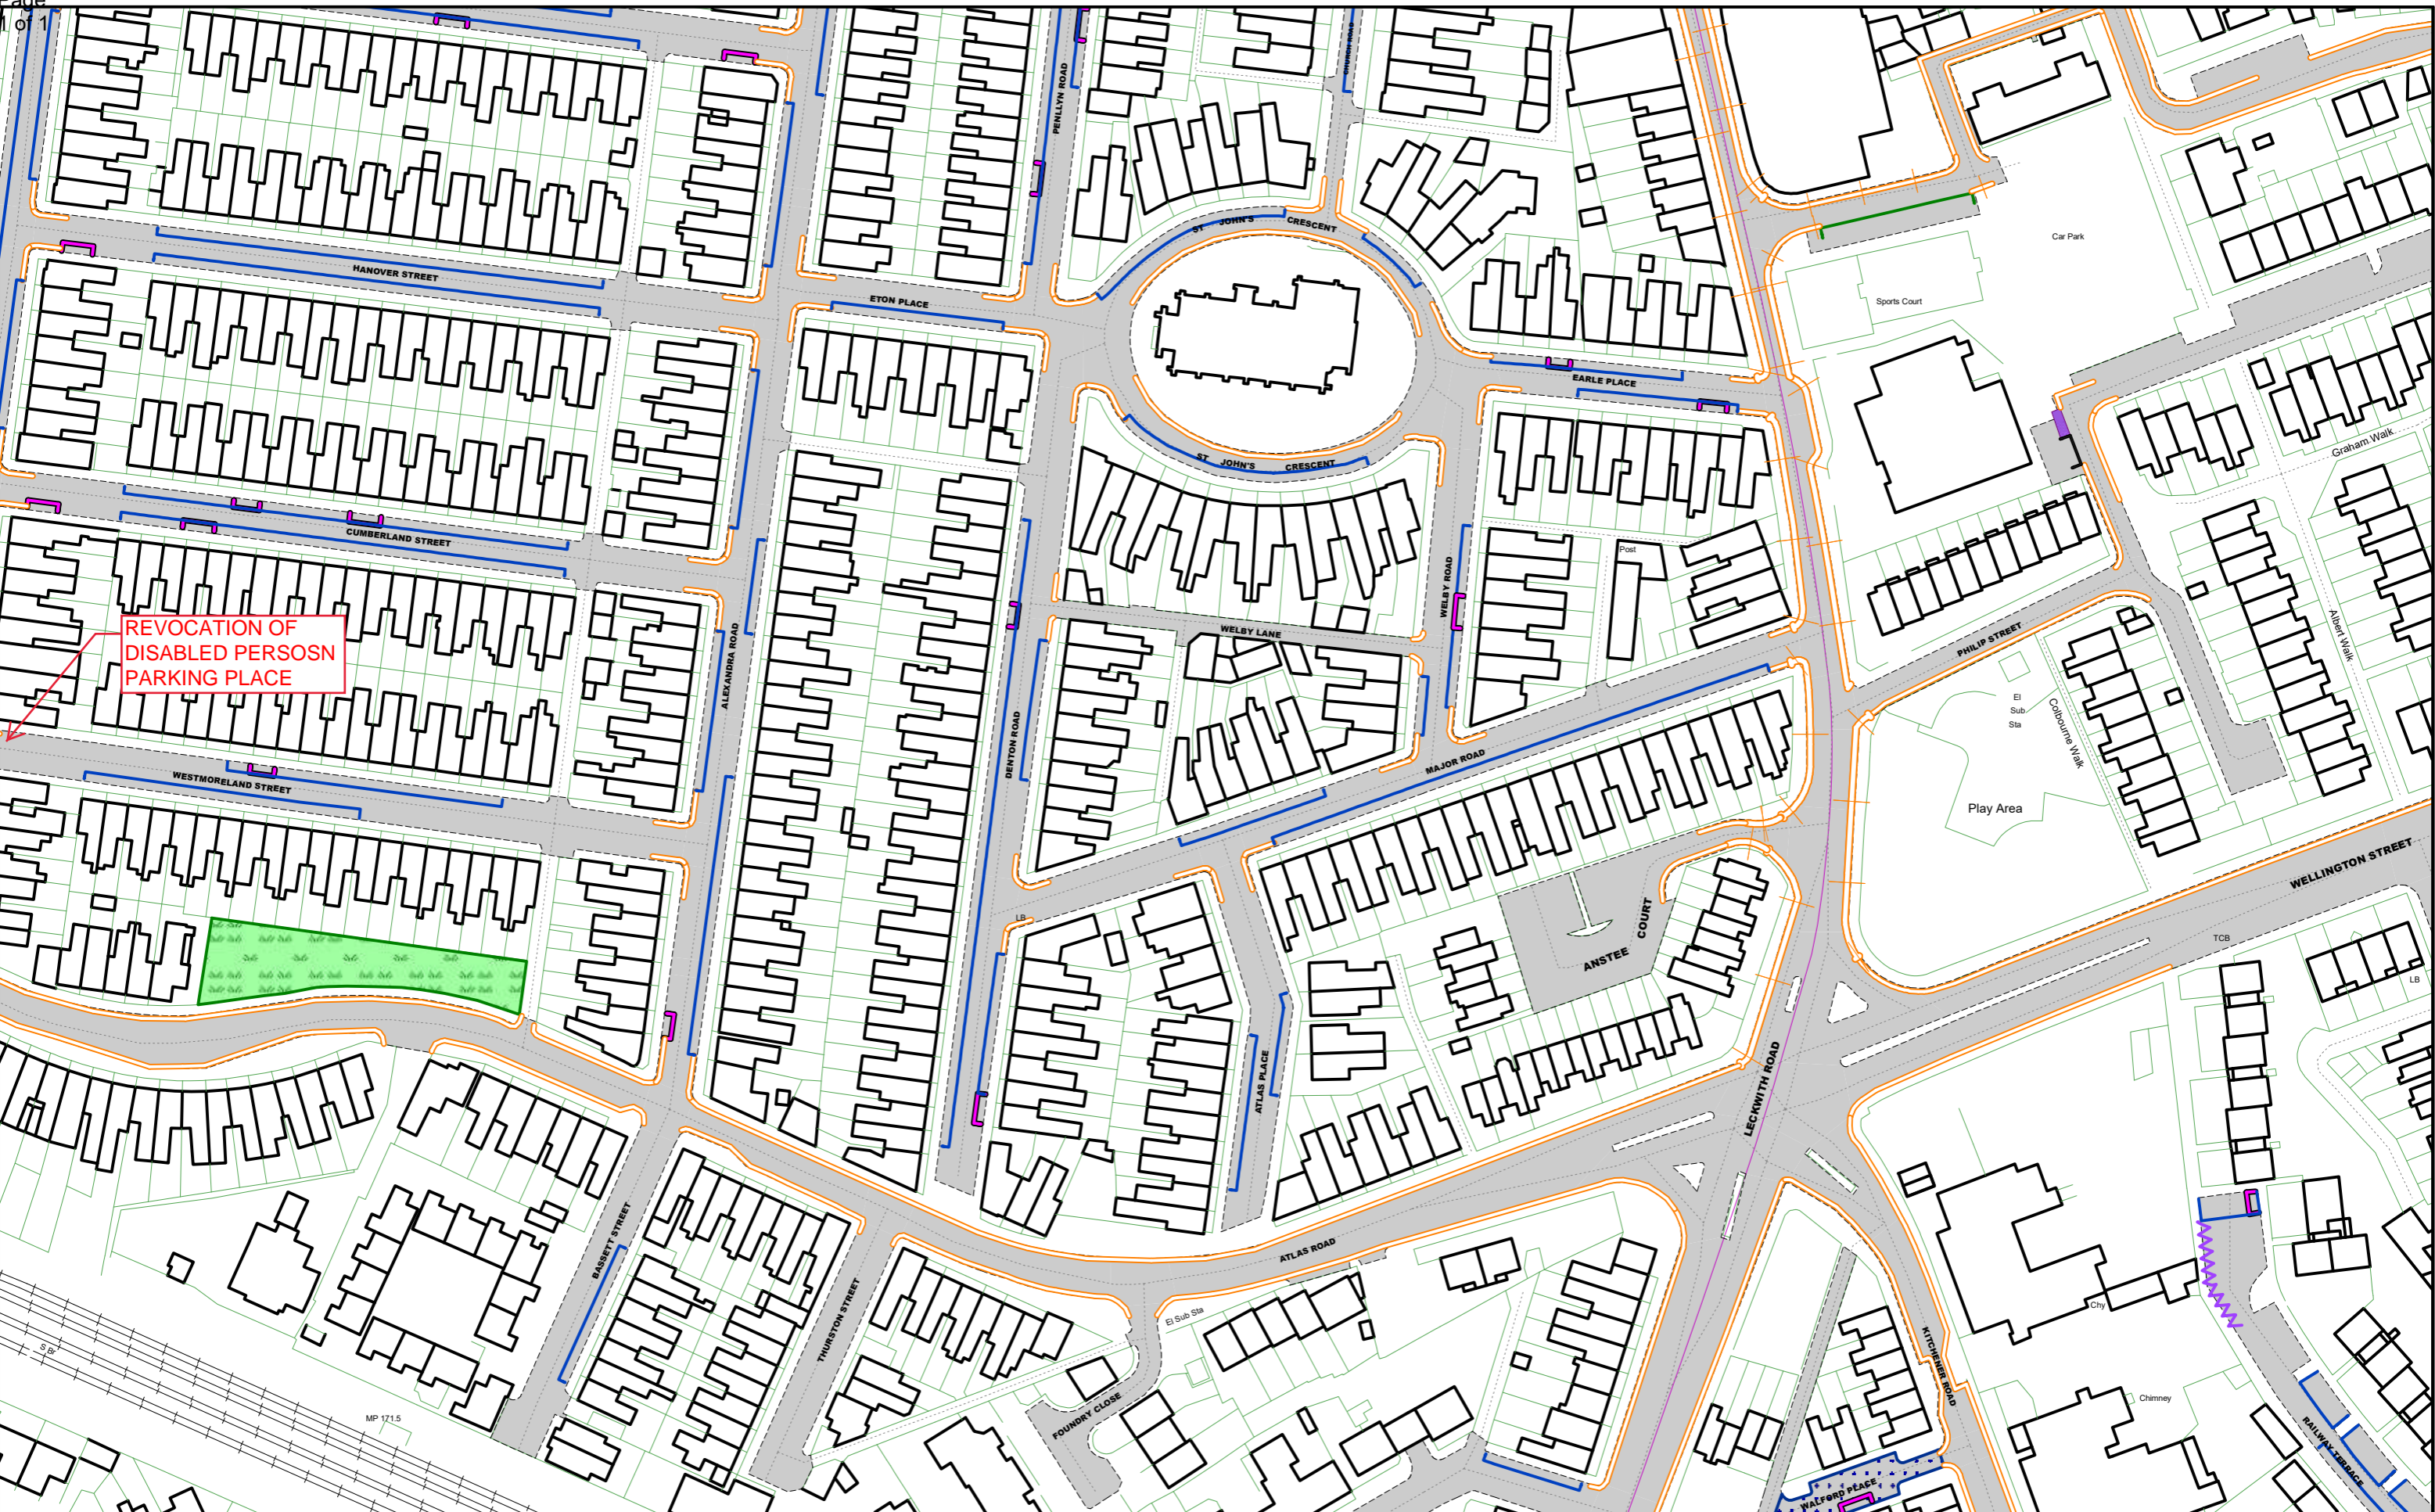 Page
1 of 1
PENLLYN ROAD
CHURCH ROAD
ST JOHN'S CRESCENT
HANOVER STREET
ETON PLACE
Car Park
Sports Court
EARLE PLACE
Graham Walk
ST JOHN'S CRESCENT
CUMBERLAND STREET
Post
WELBY ROAD
REVOCATION OF
DISABLED PERSOSN
PARKING PLACE
ALEXANDRA ROAD
WELBY LANE
PHILIP STREET
Albert Walk
El
Sub
Sta
Colbourne Walk
DENTON ROAD
MAJOR ROAD
WESTMORELAND STREET
Play Area
WELLINGTON STREET
LB
ANSTEE
COURT
TCB
LB
ATLAS PLACE
LECKWITH ROAD
BASSETT STREET
ATLAS ROAD
THURSTON STREET
El Sub Sta
Chy
S Br
MP 171.5
FOUNDRY CLOSE
KITCHENER ROAD
Chimney
RAILWAY TERRACE
WALFORD PLACE